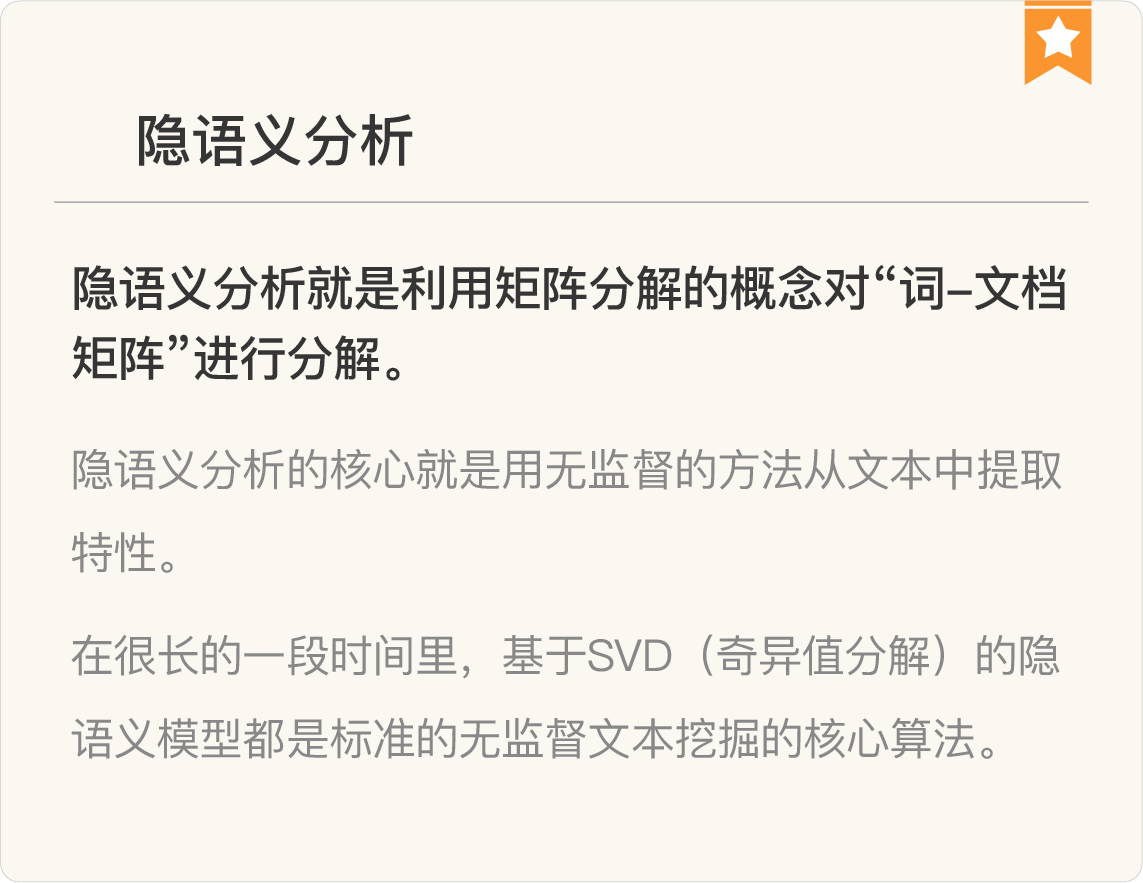 隐语义分析
隐语义分析就是利用矩阵分解的概念对“词–文档
矩阵”进行分解。
隐语义分析的核心就是用无监督的方法从文本中提取
特性。
在很长的一段时间里，基于SVD（奇异值分解）的隐
语义模型都是标准的无监督文本挖掘的核心算法。